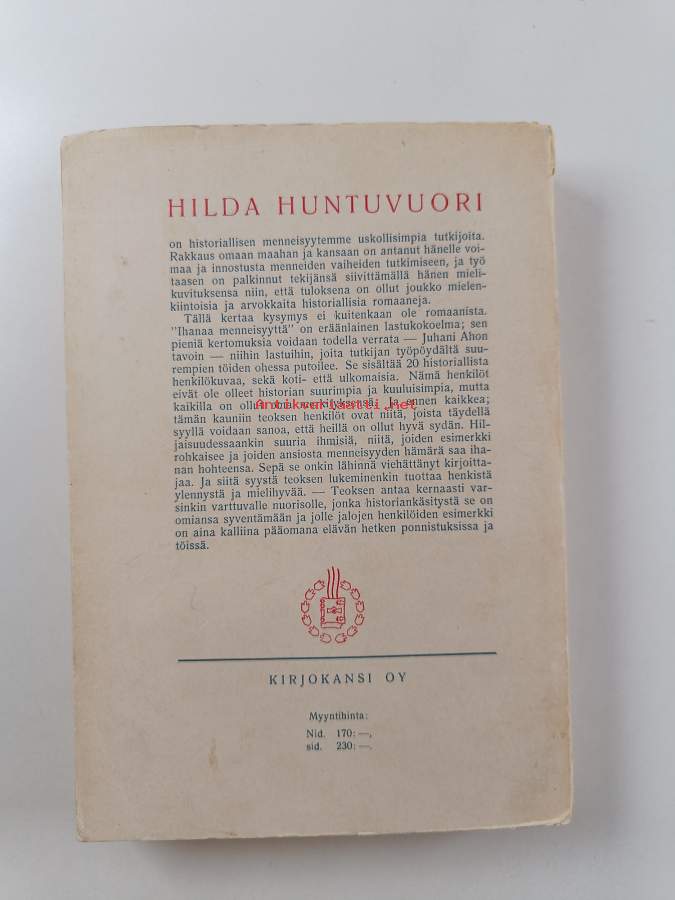 HILDA HUNTUVUORI
on historiallisen menneisyytemme uskollisimpia tutkijoita.
Rakkaus omaan maahan ja kansaan on antanut hänelle voi-
maa ja innostusta menneiden vaiheiden tutkimiseen, ja työ
taasen on palkinnut tekijänsä siivittämällä hänen mieli-
kuvituksensa niin, että tuloksena on ollut joukko mielen-
kiintoisia ja arvokkaita historiallisia romaaneja.
Tällä kertaa kysymys ei kuitenkaan ole romaanista.
"Ihanaa menneisyyttä" on eräänlainen lastukokoelma; sen
pieniä kertomuksia voidaan todella verrata — Juhani Ahon
tavoin — niihin lastuihin, joita tutkijan työpöydältä suu-
rempien töiden ohessa putoilee. Se sisältää 20 historiallista
henkilökuvaa, sekä koti- että ulkomaisia. Nämä henkilöt
eivät ole olleet historian suurimpia ja kuuluisimpia, mutta
kaikilla on ollut oma merkityksensä. Ja ennen kaikkea;
Antikvariaatti.net
tämän kauniin teoksen henkilöt ovat niitä, joista täydellä
syyllä voidaan sanoa, että heillä on ollut hyvä sydän. Hil-
jaisuudessaankin suuria ihmisiä, niitä, joiden esimerkki
rohkaisee ja joiden ansiosta menneisyyden hämärä saa iha-
nan hohteensa. Sepä se onkin lähinnä viehättänyt kirjoitta-
jaa. Ja siitä syystä teoksen lukeminenkin tuottaa henkistä
ylennystä ja mielihyvää. — Teoksen antaa kernaasti var-
sinkin varttuvalle nuorisolle, jonka historiankäsitystä se on
omiansa syventämään ja jolle jalojen henkilöiden esimerkki
on aina kalliina pääomana elävän hetken ponnistuksissa ja
töissä.
KIRJOKANSI OY
Myyntihinta:
Nid. 170: —,
sid. 230: —.